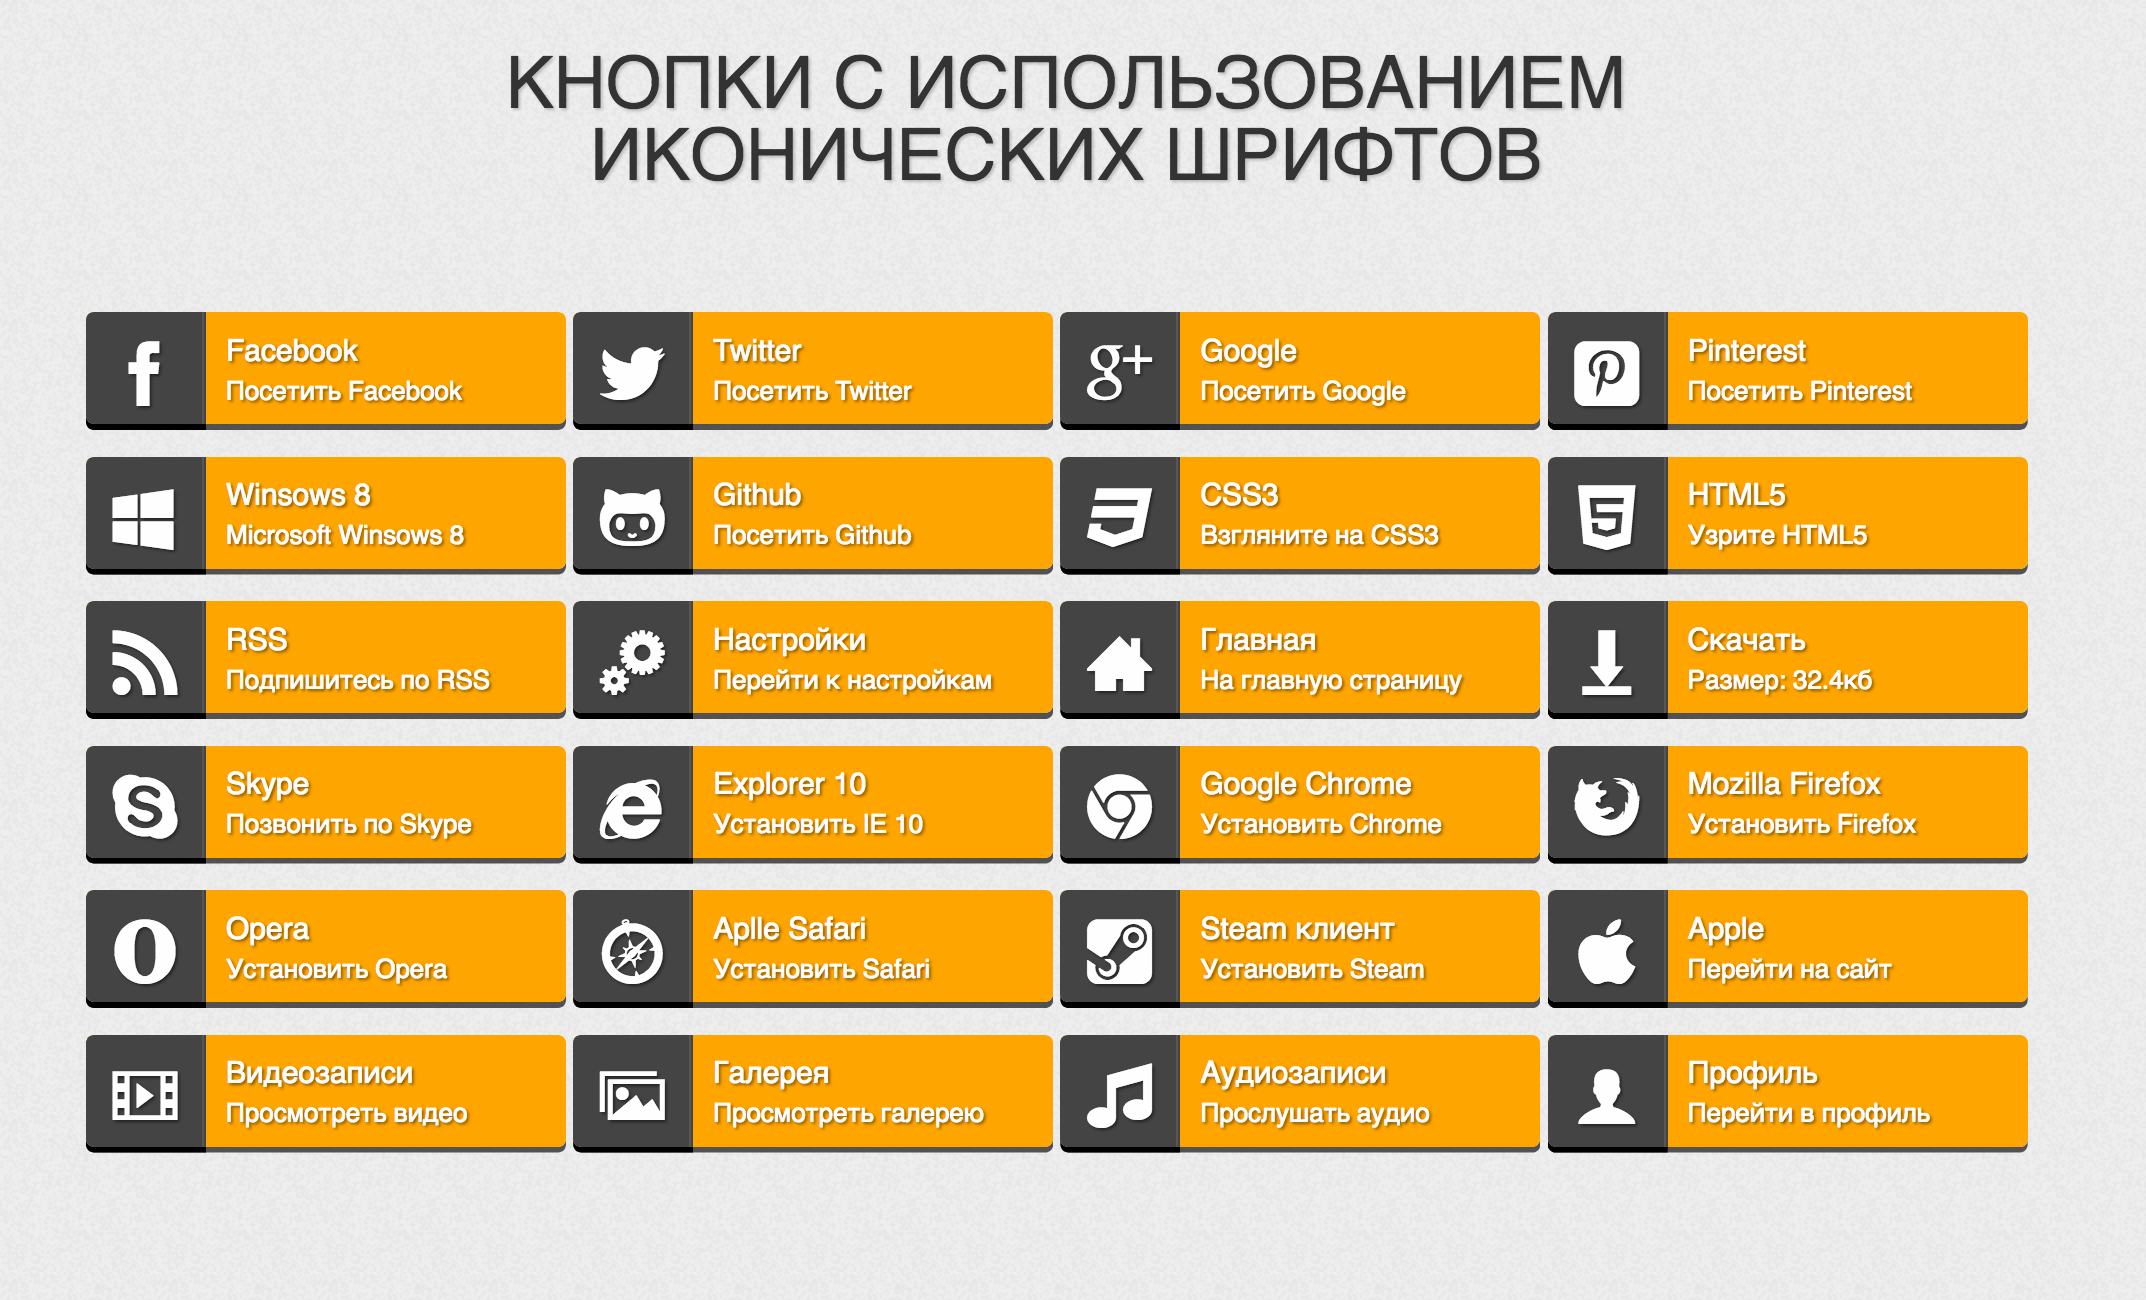 КНОПКИ С ИСПОЛЬЗОВАНИЕМ
ИКОНИЧЕСКИХ ШРИФТОВ
Facebook
Посетить Facebook
Twitter
Посетить Twitter
g+
Google
Посетить Google
Pinterest
Посетить Pinterest
Winsows 8
Microsoft Winsows 8
Github
Посетить Github
CSS3
Взгляните на CSS3
HTML5
Узрите HTML5
RSS
Подпишитесь по RSS
Настройки
Перейти к настройкам
Главная
На главную страницу
Скачать
Размер: 32.4кб
Skype
Позвонить по Skype
Explorer 10
Установить IE 10
Google Chrome
Установить Chrome
Mozilla Firefox
Установить Firefox
Opera
Установить Opera
Aplle Safari
Установить Safari
Steam клиент
Установить Steam
Apple
Перейти на сайт
Видеозаписи
Просмотреть видео
Галерея
Просмотреть галерею
Аудиозаписи
Прослушать аудио
Профиль
Перейти в профиль